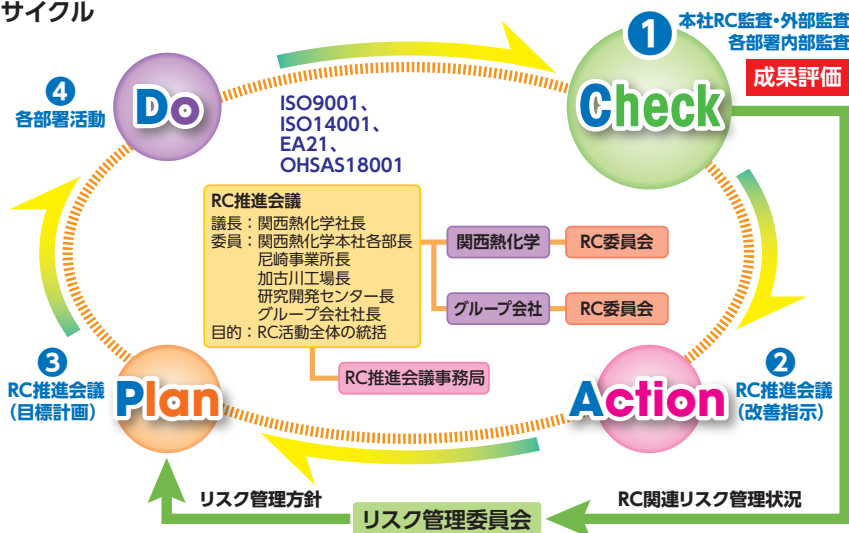 サイクル
1
本社RC監査・外部監査
各部署内部監査
成果評価
Check
4
各部署活動
Do
ISO9001、
ISO14001、
EA21、
OHSAS18001
RC推進会議
議長：関西熱化学社長
委員：関西熱化学本社各部長
尼崎事業所長
加古川工場長
研究開発センター長
グループ会社社長
目的：RC活動全体の統括
関西熱化学
RC委員会
グループ会社
RC委員会
RC推進会議事務局
3
RC推進会議
（目標計画）
Plan
Action
2
RC推進会議
（改善指示）
リスク管理方針
リスク管理委員会
RC関連リスク管理状況